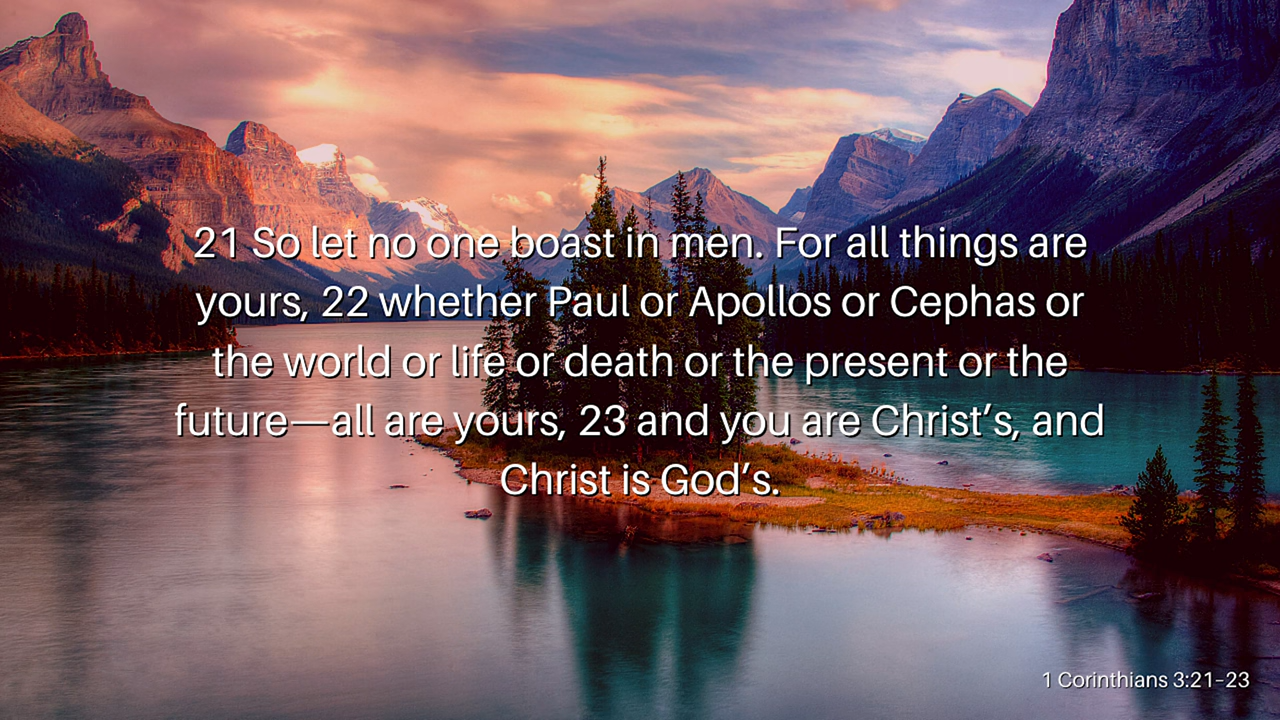 21 So let no one boast in men. For all things are
yours, 22 whether Paul or Apollos or Cephas or
the world or life or death or the present or the
future—all are yours, 23 and you are Christ’s, and
Christ is God’s.
1 Corinthians 3:21–23